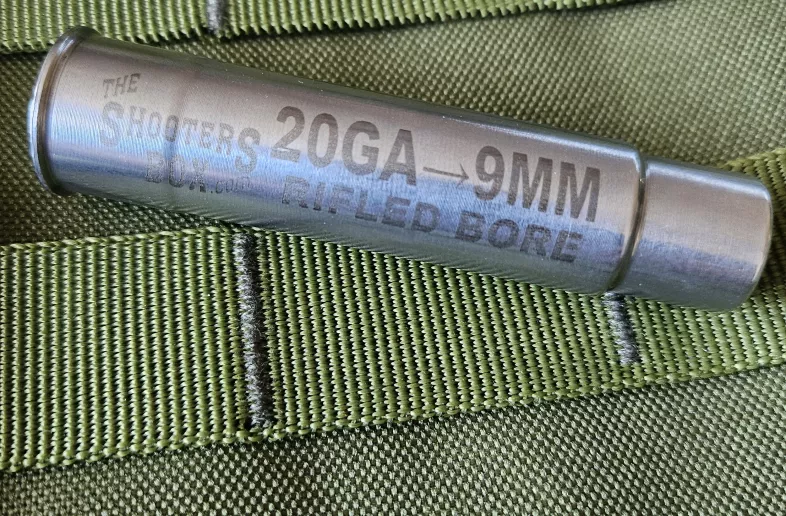 THE
SHOOTERS
BOX.com
20GA→9MM
RIFLED BORE